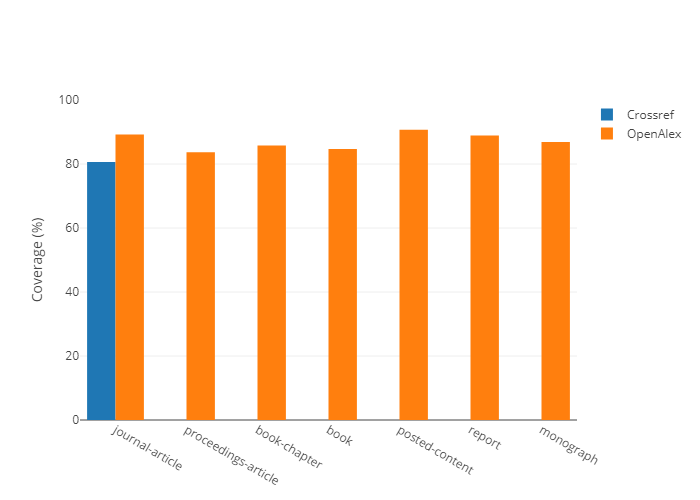 Coverage (%)
100
80
60
40
20
0
journal-article
proceedings-article
book-chapter
book
posted-content
report
monograph
Crossref
OpenAlex